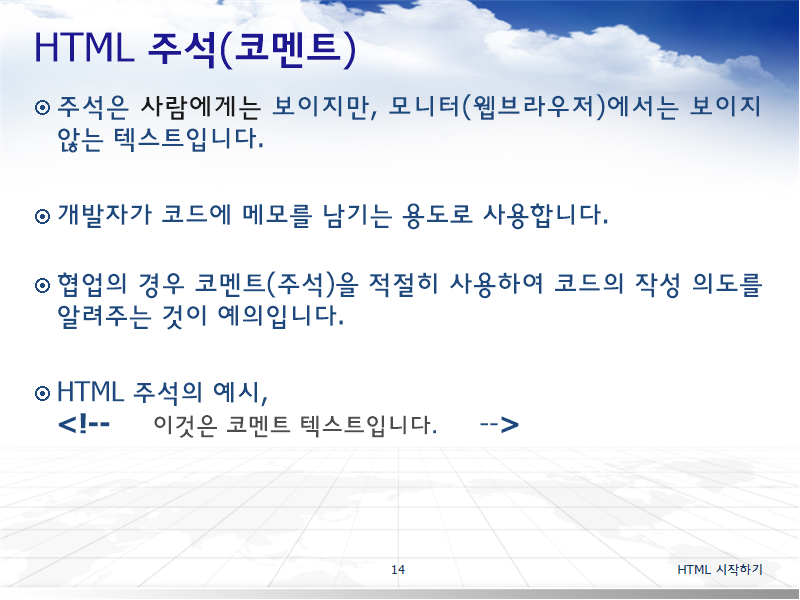 HTML 주석(코멘트)
주석은 사람에게는 보이지만, 모니터(웹브라우저)에서는 보이지
않는 텍스트입니다.
개발자가 코드에 메모를 남기는 용도로 사용합니다.
협업의 경우 코멘트(주석)을 적절히 사용하여 코드의 작성 의도를
알려주는 것이 예의입니다.
HTML 주석의 예시,
<!-- 이것은 코멘트 텍스트입니다. -->
14
HTML 시작하기